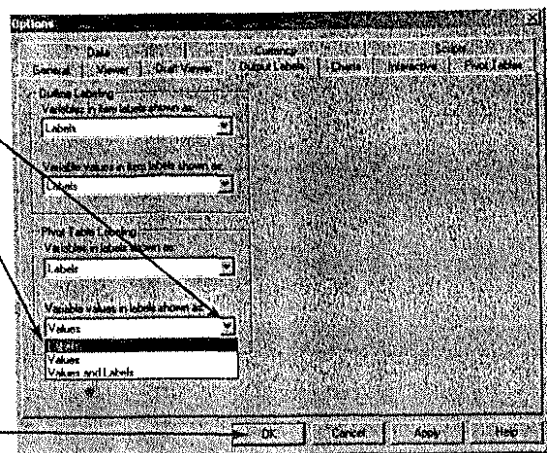 Options
Data Currency Scripts
General Viewer Draft Viewer Output Labels Charts Interactive Pivot Tables
Outline Labeling
Variables in item labels shown as:
Labels
Variable values in item labels shown as:
Labels
Pivot Table Labeling
Variables in labels shown as:
Labels
Variable values in labels shown as:
Values
Labels
Values
Values and Labels
OK Cancel Apply Help